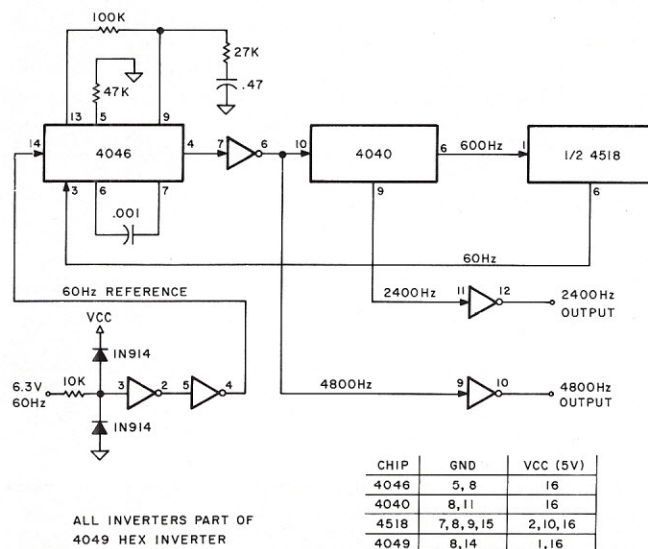 100K
27K
.47
47K
13 5 9
14 4046 4 7 6 10 4040 6 600Hz 1 1/2 4518
3 6 7 9 6
.001
60Hz
60Hz REFERENCE
2400Hz 11 12 2400Hz
OUTPUT
VCC
1N914
6.3V
60Hz
10K 3 2 5 4
4800Hz 9 10 4800Hz
OUTPUT
1N914
CHIP GND VCC (5V)
4046 5, 8 16
4040 8, 11 16
4518 7, 8, 9, 15 2, 10, 16
4049 8, 14 1, 16
ALL INVERTERS PART OF
4049 HEX INVERTER